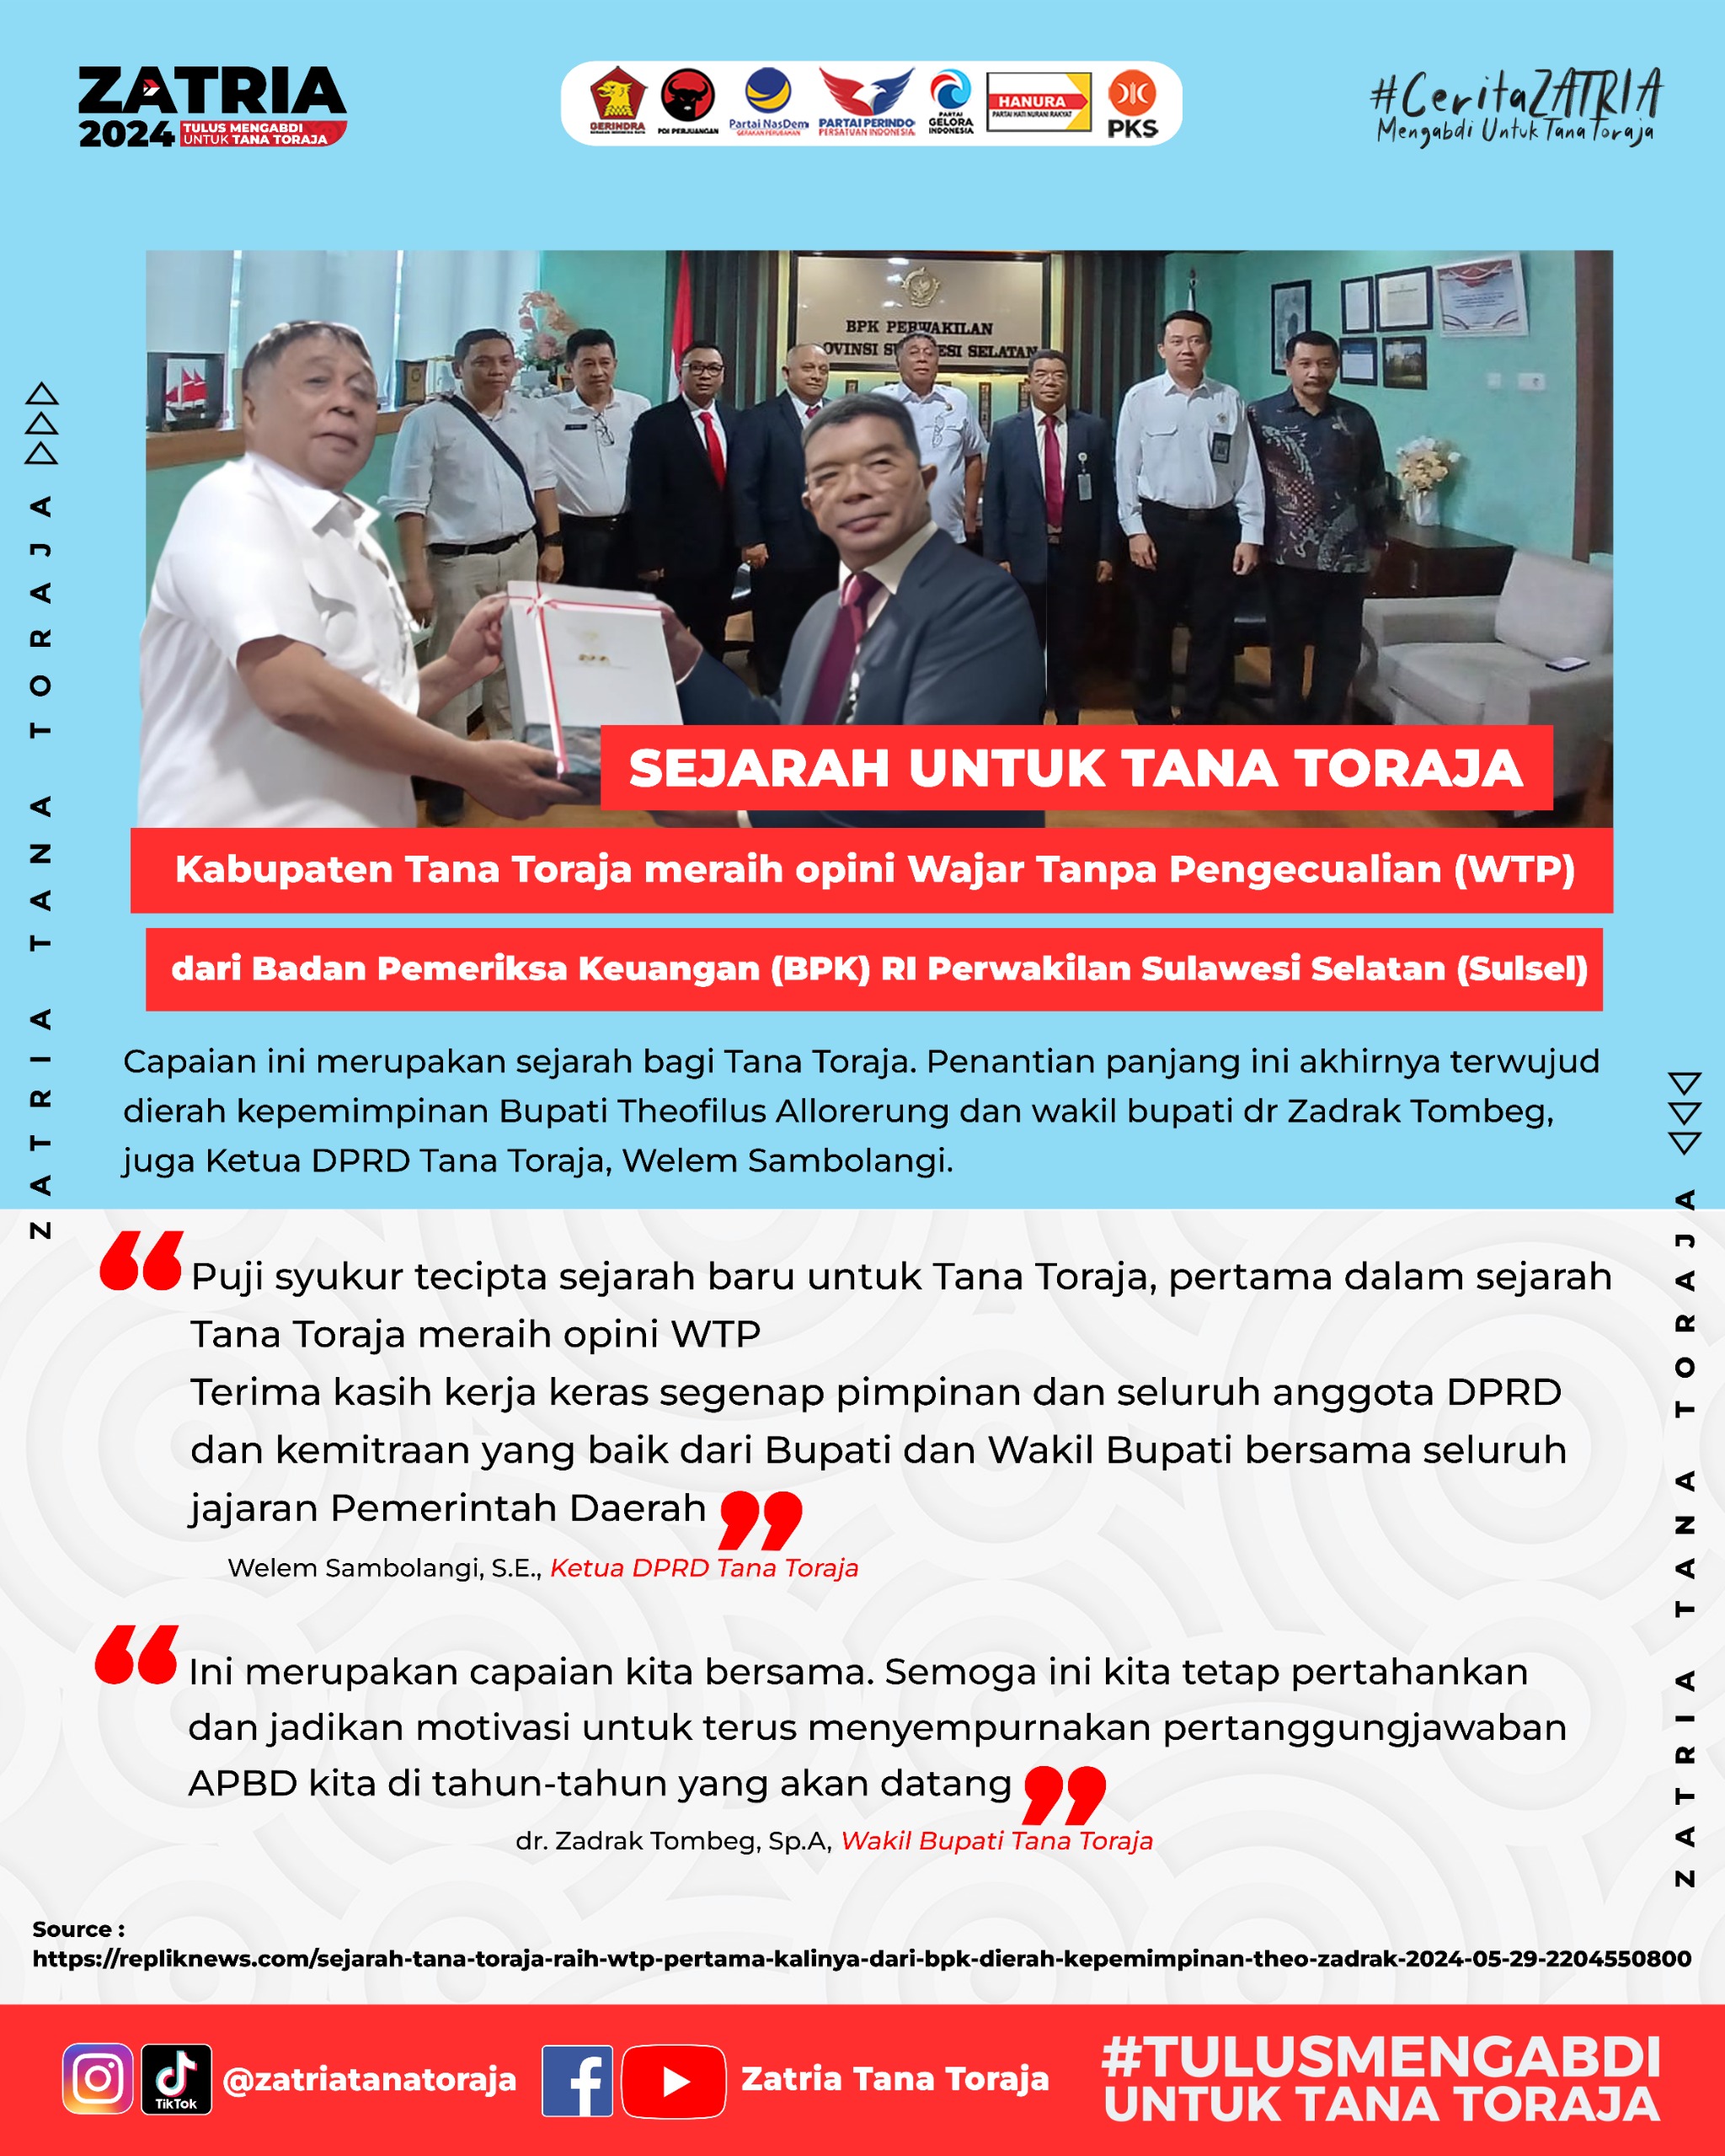 ZATRIA
2024 TULUS MENGABDI
UNTUK TANA TORAJA
GERINDRA
PDI PERJUANGAN
Partai NasDem
GERAKAN PERUBAHAN
PARTAI PERINDO
PERSATUAN INDONESIA
PARTAI
GELORA
INDONESIA
HANURA
PARTAI HATI NURANI RAKYAT
PKS
#CeritaZATRIA
Mengabdi Untuk Tana Toraja
BPK PERWAKILAN
SELATAN
SEJARAH UNTUK TANA TORAJA
Kabupaten Tana Toraja meraih opini Wajar Tanpa Pengecualian (WTP)
dari Badan Pemeriksa Keuangan (BPK) RI Perwakilan Sulawesi Selatan (Sulsel)
Capaian ini merupakan sejarah bagi Tana Toraja. Penantian panjang ini akhirnya terwujud
dierah kepemimpinan Bupati Theofilus Allorerung dan wakil bupati dr Zadrak Tombeg,
juga Ketua DPRD Tana Toraja, Welem Sambolangi.
ZATRIA TANA TORAJA
“Puji syukur tecipta sejarah baru untuk Tana Toraja, pertama dalam sejarah
Tana Toraja meraih opini WTP
Terima kasih kerja keras segenap pimpinan dan seluruh anggota DPRD
dan kemitraan yang baik dari Bupati dan Wakil Bupati bersama seluruh
jajaran Pemerintah Daerah”
Welem Sambolangi, S.E., Ketua DPRD Tana Toraja
“Ini merupakan capaian kita bersama. Semoga ini kita tetap pertahankan
dan jadikan motivasi untuk terus menyempurnakan pertanggungjawaban
APBD kita di tahun-tahun yang akan datang”
dr. Zadrak Tombeg, Sp.A, Wakil Bupati Tana Toraja
ZATRIA TANA TORAJA
Source :
https://repliknews.com/sejarah-tana-toraja-raih-wtp-pertama-kalinya-dari-bpk-dierah-kepemimpinan-theo-zadrak-2024-05-29-2204550800
TikTok
@zatriatanatoraja
Zatria Tana Toraja
#TULUSMENGABDI
UNTUK TANA TORAJA